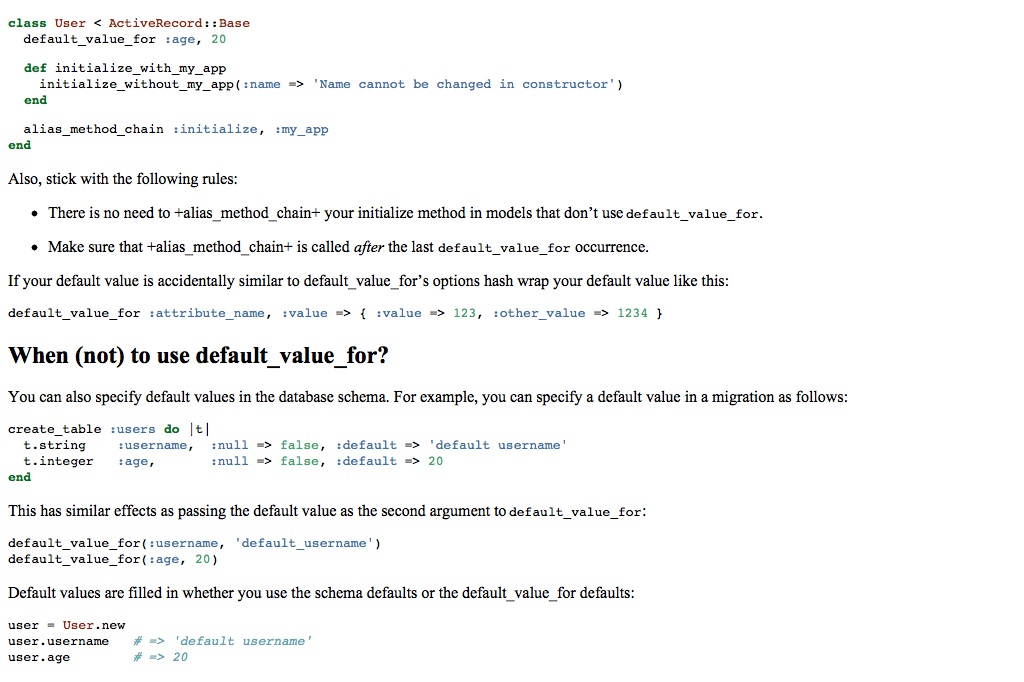 class User < ActiveRecord::Base
  default_value_for :age, 20

  def initialize_with_my_app
    initialize_without_my_app(:name => 'Name cannot be changed in constructor')
  end

  alias_method_chain :initialize, :my_app
end

Also, stick with the following rules:

• There is no need to +alias_method_chain+ your initialize method in models that don’t use default_value_for.

• Make sure that +alias_method_chain+ is called after the last default_value_for occurrence.

If your default value is accidentally similar to default_value_for’s options hash wrap your default value like this:

default_value_for :attribute_name, :value => { :value => 123, :other_value => 1234 }

When (not) to use default_value_for?

You can also specify default values in the database schema. For example, you can specify a default value in a migration as follows:

create_table :users do |t|
  t.string    :username,  :null => false, :default => 'default username'
  t.integer   :age,       :null => false, :default => 20
end

This has similar effects as passing the default value as the second argument to default_value_for:

default_value_for(:username, 'default_username')
default_value_for(:age, 20)

Default values are filled in whether you use the schema defaults or the default_value_for defaults:

user = User.new
user.username   # => 'default username'
user.age        # => 20